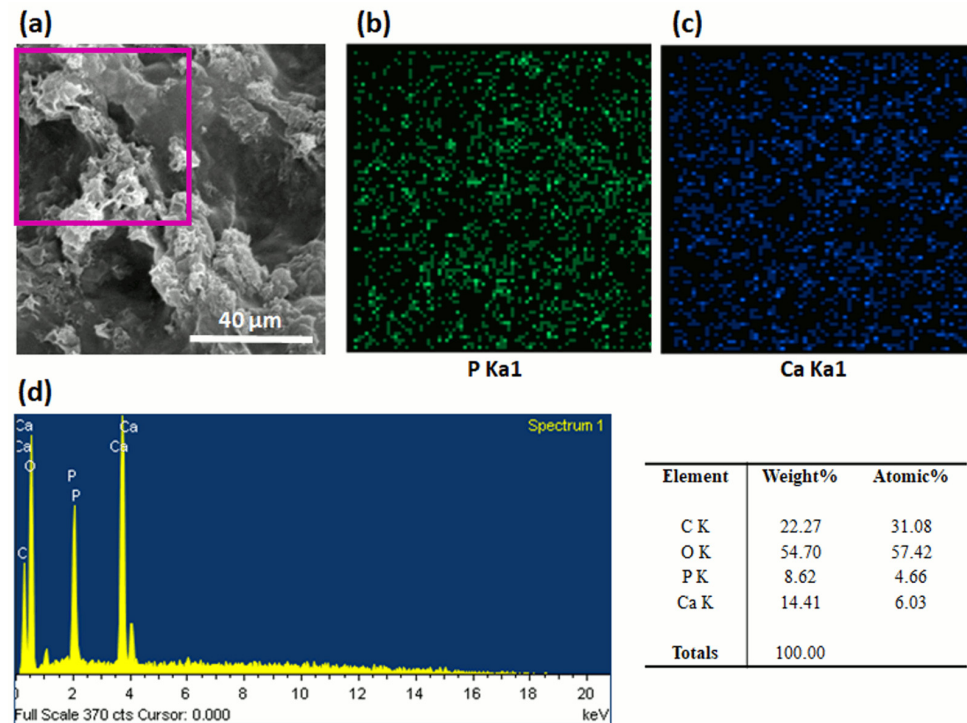 (a)
(b)
(c)
40 µm
P Ka1
Ca Ka1
(d)
Spectrum 1
Ca
Ca
O
C
P
P
Ca
Ca
0 2 4 6 8 10 12 14 16 18 20
Full Scale 370 cts Cursor: 0.000 keV
Element Weight% Atomic%
C K 22.27 31.08
O K 54.70 57.42
P K 8.62 4.66
Ca K 14.41 6.03
Totals 100.00